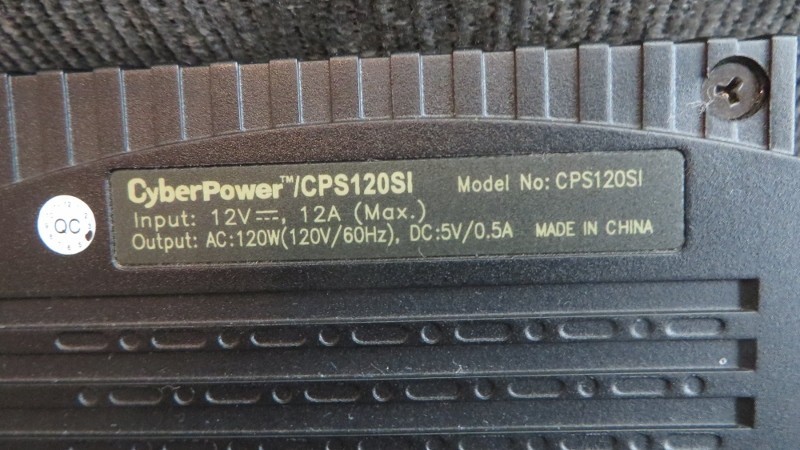 CyberPower™/CPS120SI Model No: CPS120SI
Input: 12V⎓, 12A (Max.)
Output: AC:120W(120V/60Hz), DC:5V/0.5A MADE IN CHINA
QC